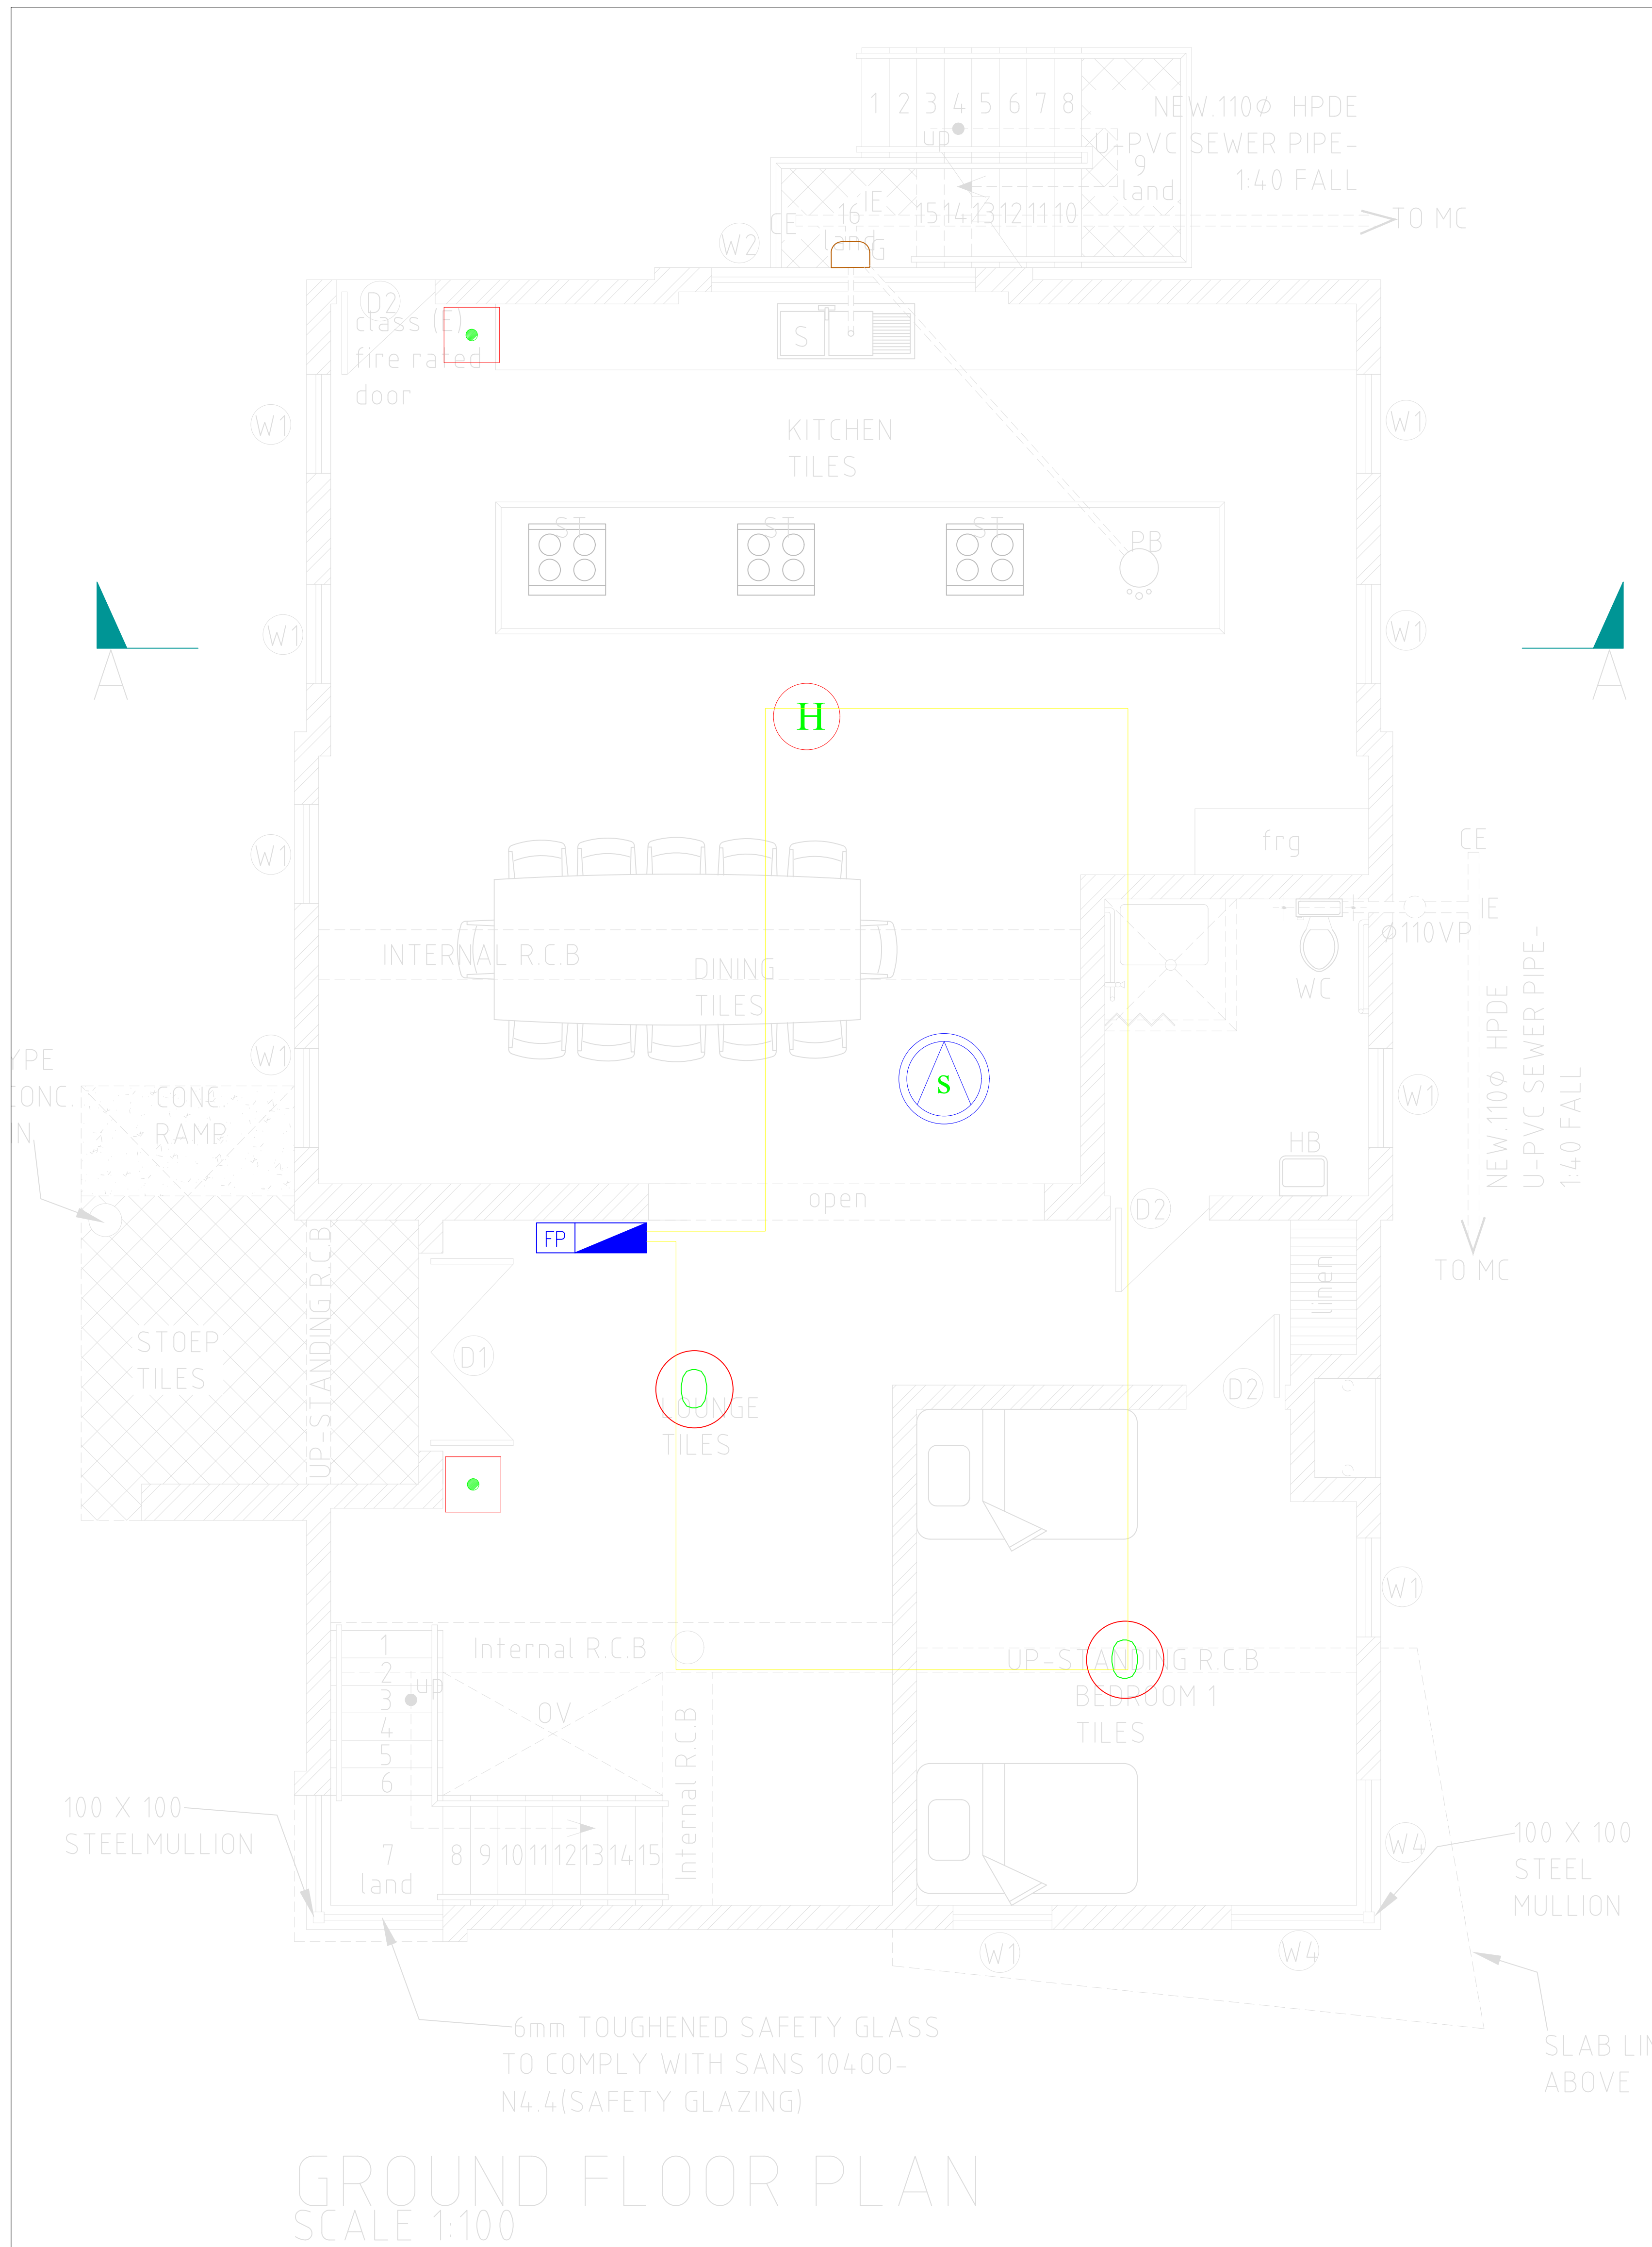 1 2 3 4 5 6 7 8
up
NEW.110Ø HPDE
U-PVC SEWER PIPE-
1:40 FALL
9
land
CE
IE
16
land
G
15 14 13 12 11 10
TO MC
W2
D2
class (E)
fire rated
door
S
W1
W1
KITCHEN
TILES
ST
ST
ST
PB
W1
W1
A
A
H
W1
frg
CE
INTERNAL R.C.B
DINING
TILES
IE
Ø110VP
WC
NEW.110Ø HPDE
U-PVC SEWER PIPE-
1:40 FALL
W1
S
W1
YPE
CONC.
IN
CONC.
RAMP
HB
open
D2
FP
TO MC
linen
UP-STANDING R.C.B
STOEP
TILES
D1
O
LOUNGE
TILES
D2
W1
Internal R.C.B
O
UP-STANDING R.C.B
BEDROOM 1
TILES
1
2
3
4
5
6
up
OV
Internal R.C.B
7
land
8 9 10 11 12 13 14 15
100 X 100
STEELMULLION
W4
100 X 100
STEEL
MULLION
W1
W4
6mm TOUGHENED SAFETY GLASS
TO COMPLY WITH SANS 10400-
N4.4(SAFETY GLAZING)
SLAB LIN
ABOVE
GROUND FLOOR PLAN
SCALE 1:100